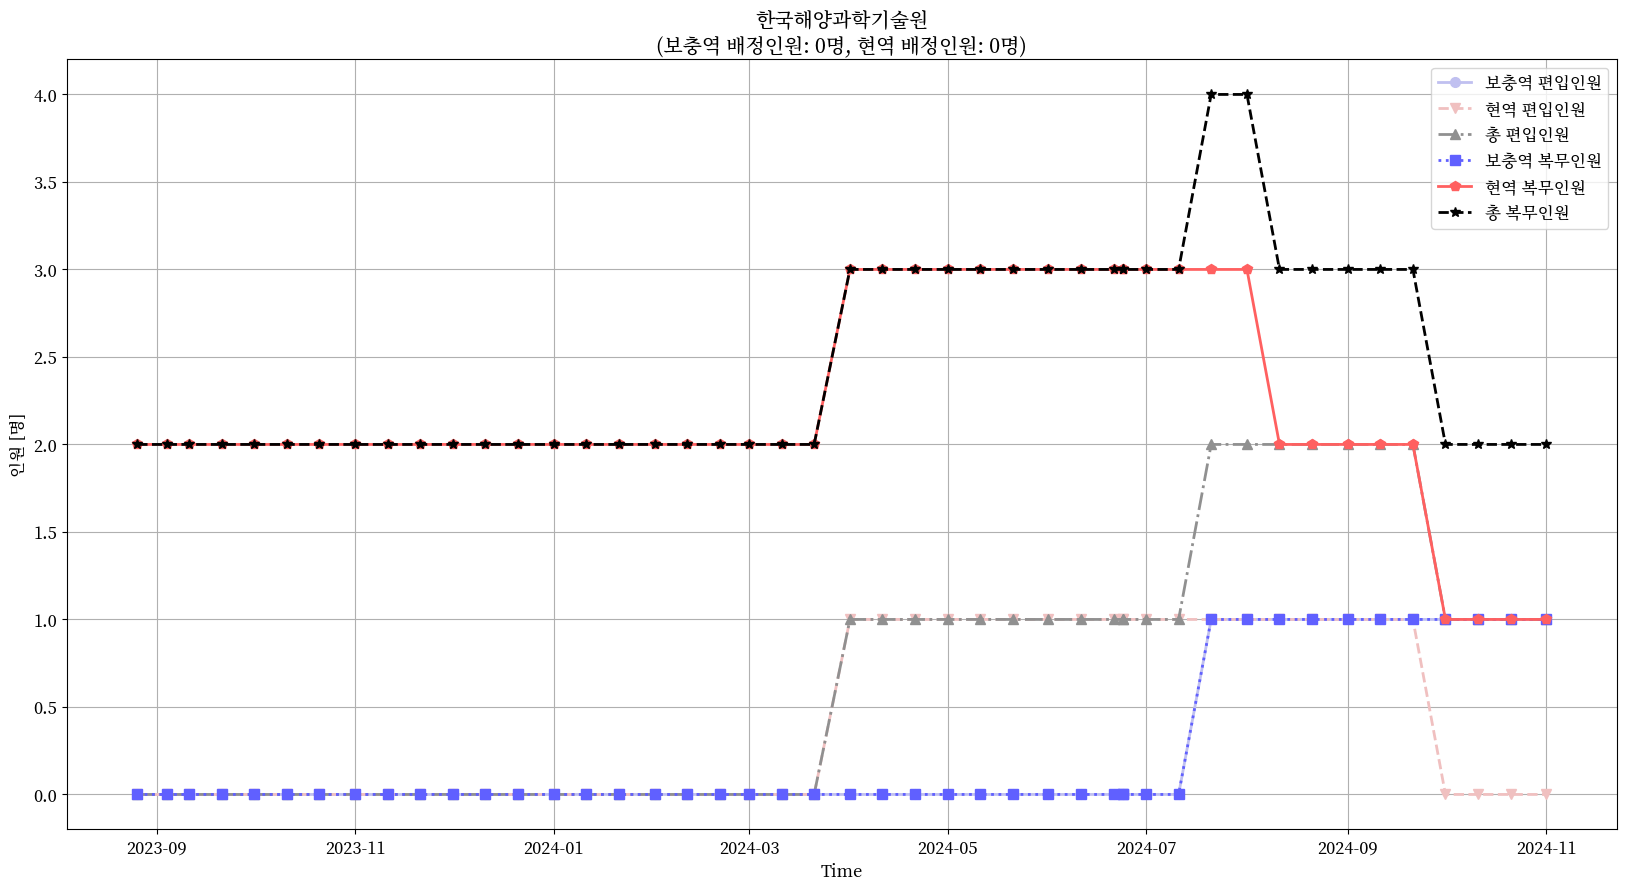 한국해양과학기술원
(보충역 배정인원: 0명, 현역 배정인원: 0명)
보충역 편입인원
현역 편입인원
총 편입인원
보충역 복무인원
현역 복무인원
총 복무인원
인원 [명]
4.0
3.5
3.0
2.5
2.0
1.5
1.0
0.5
0.0
2023-09
2023-11
2024-01
2024-03
2024-05
2024-07
2024-09
2024-11
Time